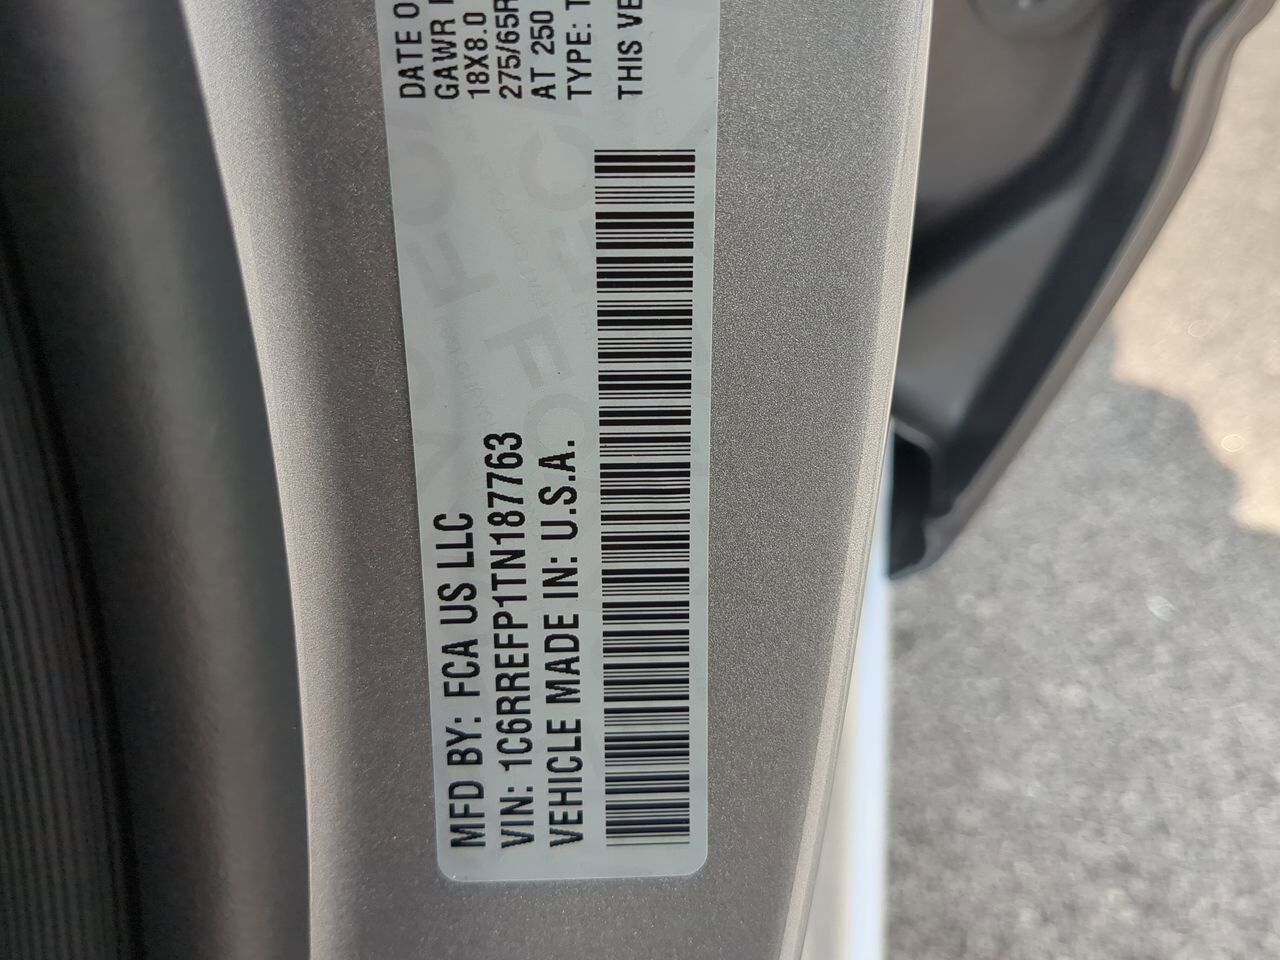 MFD BY: FCA US LLC
VIN: 1C6RREFP1TN187763
VEHICLE MADE IN: U.S.A.
DATE O
GAWR
18X8.0
275/65R
AT 250
TYPE: T
THIS VE